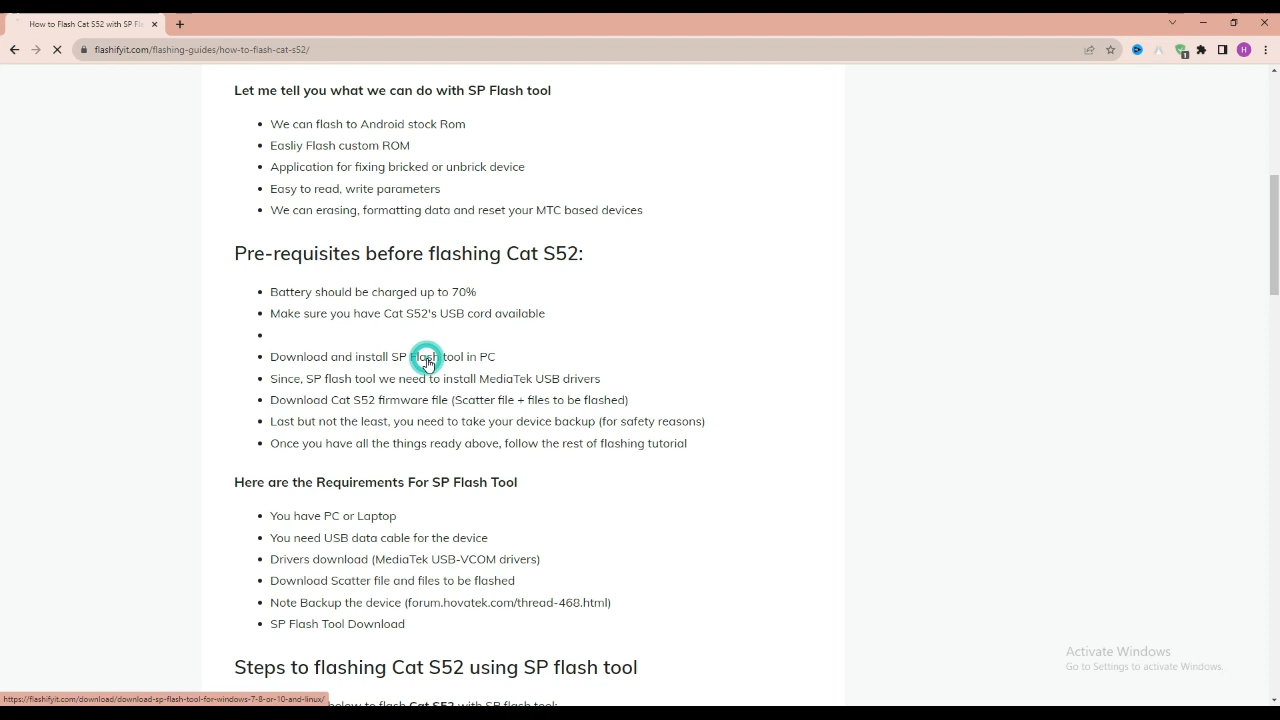 How to Flash Cat S52 with SP Fl
flashifyit.com/flashing-guides/how-to-flash-cat-s52/
1
H
Let me tell you what we can do with SP Flash tool
We can flash to Android stock Rom
Easliy Flash custom ROM
Application for fixing bricked or unbrick device
Easy to read, write parameters
We can erasing, formatting data and reset your MTC based devices
Pre-requisites before flashing Cat S52:
Battery should be charged up to 70%
Make sure you have Cat S52's USB cord available
Download and install SP Flash tool in PC
Since, SP flash tool we need to install MediaTek USB drivers
Download Cat S52 firmware file (Scatter file + files to be flashed)
Last but not the least, you need to take your device backup (for safety reasons)
Once you have all the things ready above, follow the rest of flashing tutorial
Here are the Requirements For SP Flash Tool
You have PC or Laptop
You need USB data cable for the device
Drivers download (MediaTek USB-VCOM drivers)
Download Scatter file and files to be flashed
Note Backup the device (forum.hovatek.com/thread-468.html)
SP Flash Tool Download
Steps to flashing Cat S52 using SP flash tool
Activate Windows
Go to Settings to activate Windows.
https://flashifyit.com/download/download-sp-flash-tool-for-windows-7-8-or-10-and-linux/
below to flash Cat S52 with SP flash tool: